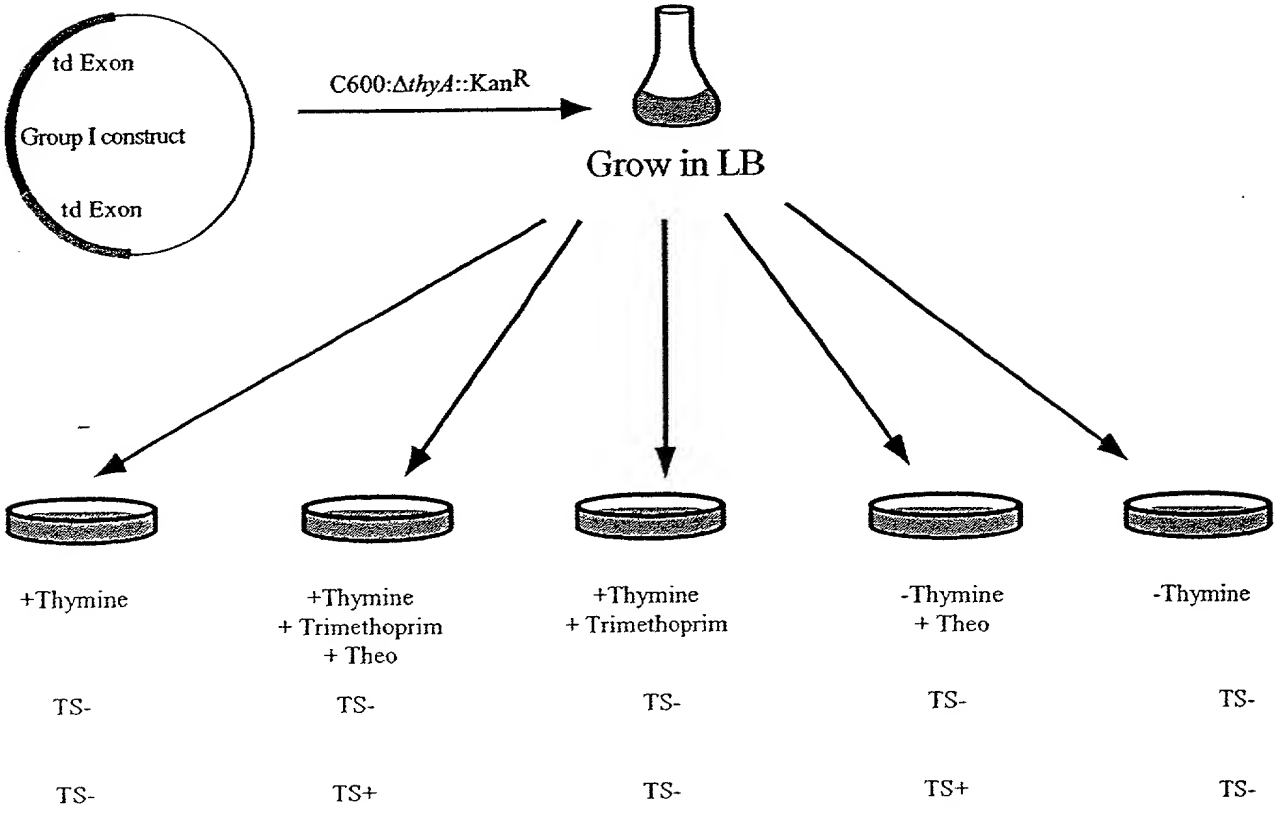 td Exon
Group I construct
td Exon
C600:ΔthyA::KanR
Grow in LB
+Thymine
+Thymine
+ Trimethoprim
+ Theo
+Thymine
+ Trimethoprim
-Thymine
+ Theo
-Thymine
TS- TS- TS- TS- TS-
TS- TS+ TS- TS+ TS-